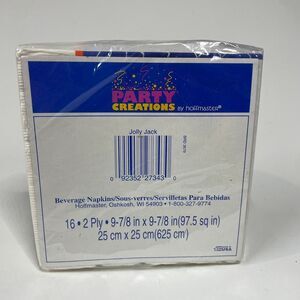 PARTY
CREATIONS
BY HOFFMASTER®
Jolly Jack
0 92352 27343 0
Beverage Napkins/Sous-verres/Servilletas Para Bebidas
Hoffmaster, Oshkosh, WI 54903 • 1-800-327-9774
16 • 2 Ply • 9-7/8 in x 9-7/8 in(97.5 sq in)
25 cm x 25 cm(625 cm²)